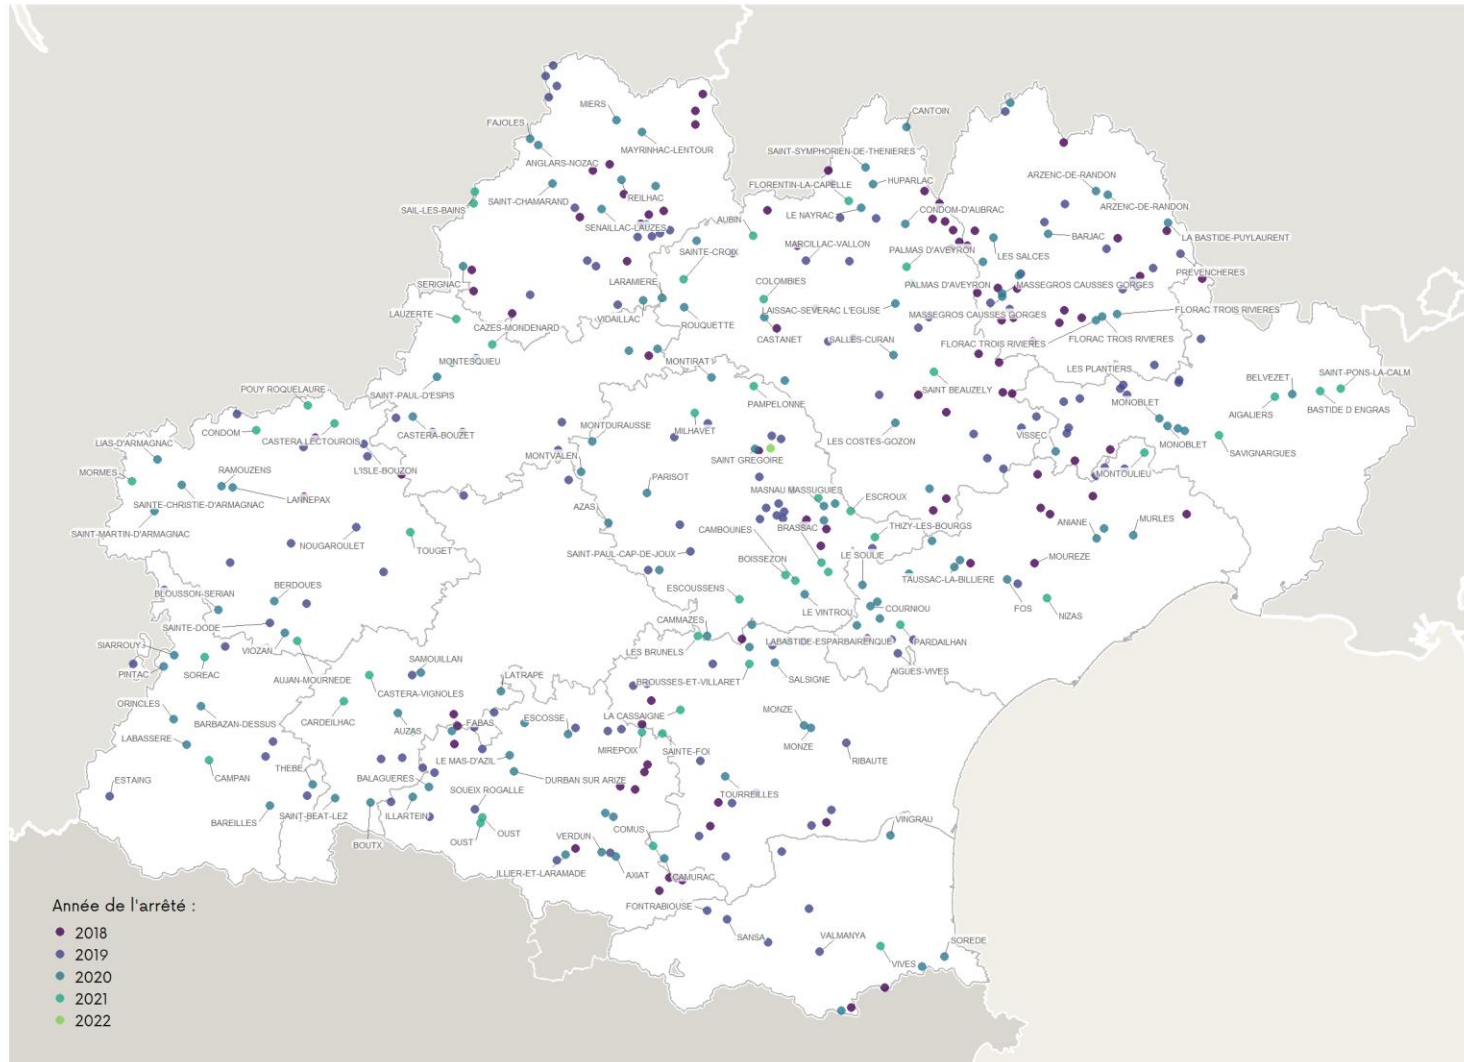 MIERS
CANTOIN
FAJOLES
MAYRINHAC-LENTOUR
SAINT-SYMPHORIEN-DE-THENIERES
ANGLARS-NOZAC
ARZENC-DE-RANDON
FLORENTIN-LA-CAPELLE
HUPARLAC
REILHAC
SAINT-CHAMARAND
ARZENC-DE-RANDON
SAIL-LES-BAINS
CONDOM-D'AUBRAC
LE NAYRAC
AUBIN
SENAILLAC-LAUZES
BARJAC
LA BASTIDE-PUYLAURENT
MARCILLAC-VALLON
SAINTE-CROIX
PALMAS D'AVEYRON
LES SALCES
PREVENCHERES
SERIGNAC
LARAMIERE
COLOMBIES
PALMAS D'AVEYRON
MASSEGROS CAUSSES GORGES
LAUZERTE
CAZES-MONDENARD
VIDAILLAC
ROUQUETTE
LAISSAC-SEVERAC L'EGLISE
MASSEGROS CAUSSES GORGES
FLORAC TROIS RIVIERES
CASTANET
SALLES-CURAN
FLORAC TROIS RIVIERES
FLORAC TROIS RIVIERES
MONTESQUIEU
MONTIRAT
LES PLANTIERS
BELVEZET
SAINT-PONS-LA-CALM
POUY ROQUELAURE
SAINT-PAUL-D'ESPIS
SAINT BEAUZELY
PAMPELONNE
MONOBLET
AIGALIERS
BASTIDE D ENGRAS
MONTDURAUSSE
MILHAVET
LES COSTES-GOZON
CONDOM
CASTERA LECTOUROIS
CASTERA-BOUZET
VISSEC
MONOBLET
LIAS-D'ARMAGNAC
MONTVALEN
SAINT GREGOIRE
SAVIGNARGUES
MORMES
RAMOUZENS
L'ISLE-BOUZON
PARISOT
MONTOULIEU
MASNAU MASSUGUIES
ESCROUX
SAINTE-CHRISTIE-D'ARMAGNAC
LANNEPAX
AZAS
CAMBOUNES
BRASSAC
THIZY-LES-BOURGS
ANIANE
MURLES
SAINT-MARTIN-D'ARMAGNAC
NOUGAROULET
TOUGET
SAINT-PAUL-CAP-DE-JOUX
BOISSEZON
LE SOULIE
MOUREZE
TAUSSAC-LA-BILLIERE
BERDOUES
BLOUSSON-SERIAN
ESCOUSSENS
LE VINTROU
COURNIOU
FOS
NIZAS
SAINTE-DODE
CAMMAZES
SIARROUY
VIOZAN
LES BRUNELS
LABASTIDE-ESPARBAIRENQUE
PARDAILHAN
PINTAC
SOREAC
AUJAN-MOURNEDE
SAMOUILLAN
LATRAPE
BROUSSES-ET-VILLARET
SALSIGNE
AIGUES-VIVES
CASTERA-VIGNOLES
ORINCLES
CARDEILHAC
BARBAZAN-DESSUS
FABAS
ESCOSSE
LA CASSAIGNE
MONZE
AUZAS
LABASSERE
MIREPOIX
SAINTE-FOI
MONZE
LE MAS-D'AZIL
RIBAUTE
ESTAING
CAMPAN
THEBE
BALAGUERES
DURBAN SUR ARIZE
SOUEIX ROGALLE
TOURREILLES
BAREILLES
SAINT-BEAT-LEZ
ILLARTEIN
VINGRAU
BOUTX
OUST
OUST
VERDUN
COMUS
ILLIER-ET-LARAMADE
AXIAT
CAMURAC
FONTRABIOUSE
SANSA
VALMANYA
SOREDE
VIVES
Année de l'arrêté :
2018
2019
2020
2021
2022